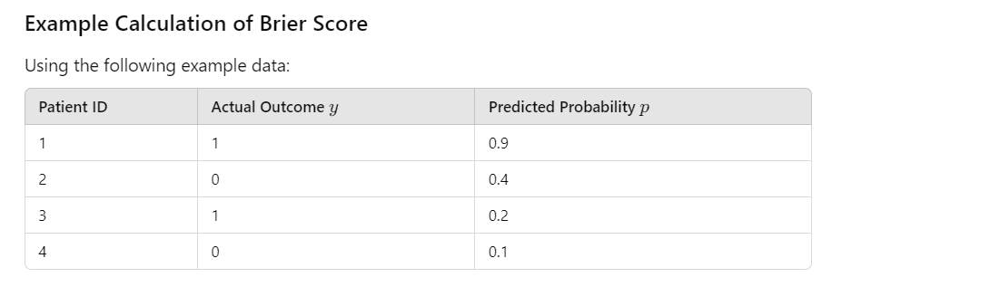 Example Calculation of Brier Score
Using the following example data:
Patient ID Actual Outcome y Predicted Probability p
1 1 0.9
2 0 0.4
3 1 0.2
4 0 0.1